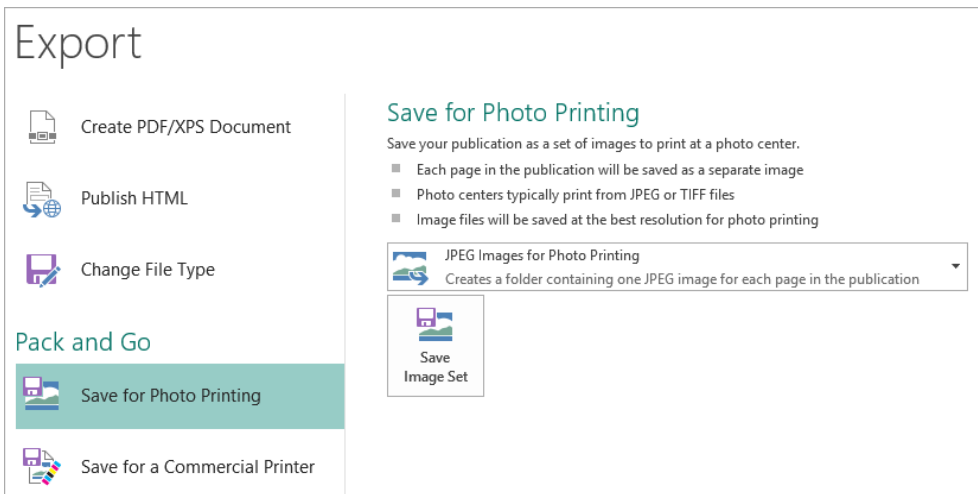 Export
Create PDF/XPS Document
Publish HTML
Change File Type
Pack and Go
Save for Photo Printing
Save for a Commercial Printer
Save for Photo Printing
Save your publication as a set of images to print at a photo center.
Each page in the publication will be saved as a separate image
Photo centers typically print from JPEG or TIFF files
Image files will be saved at the best resolution for photo printing
JPEG Images for Photo Printing
Creates a folder containing one JPEG image for each page in the publication
Save
Image Set